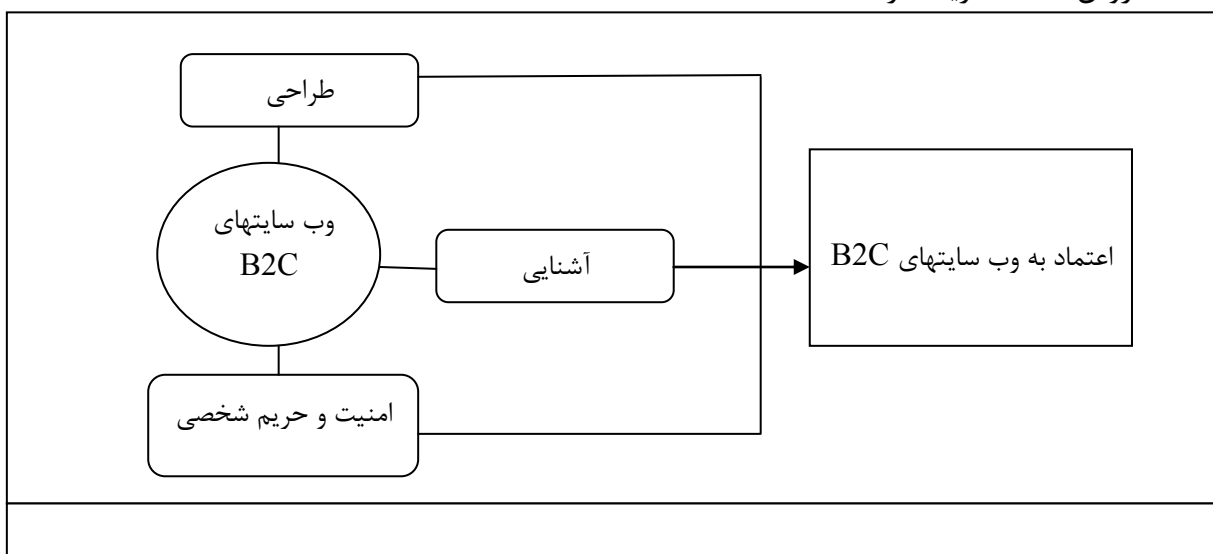 طراحی
وب سایتهای
B2C
آشنایی
اعتماد به وب سایتهای B2C
امنیت و حریم شخصی